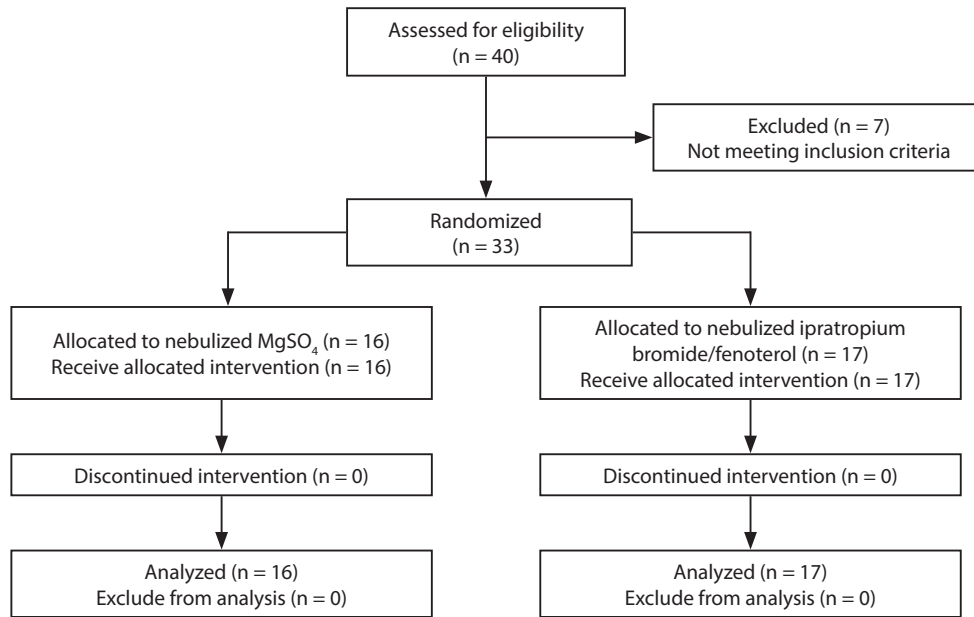 Assessed for eligibility
(n = 40)
Excluded (n = 7)
Not meeting inclusion criteria
Randomized
(n = 33)
Allocated to nebulized MgSO₄ (n = 16)
Receive allocated intervention (n = 16)
Allocated to nebulized ipratropium
bromide/fenoterol (n = 17)
Receive allocated intervention (n = 17)
Discontinued intervention (n = 0)
Discontinued intervention (n = 0)
Analyzed (n = 16)
Exclude from analysis (n = 0)
Analyzed (n = 17)
Exclude from analysis (n = 0)